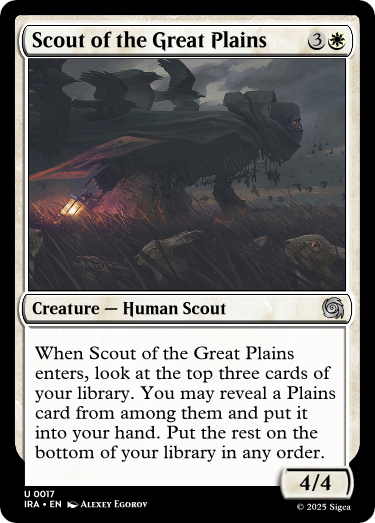 Scout of the Great Plains 3
Creature — Human Scout
When Scout of the Great Plains
enters, look at the top three cards of
your library. You may reveal a Plains
card from among them and put it
into your hand. Put the rest on the
bottom of your library in any order.
4/4
U 0017
IRA • EN Alexey Egorov
© 2025 Sigea